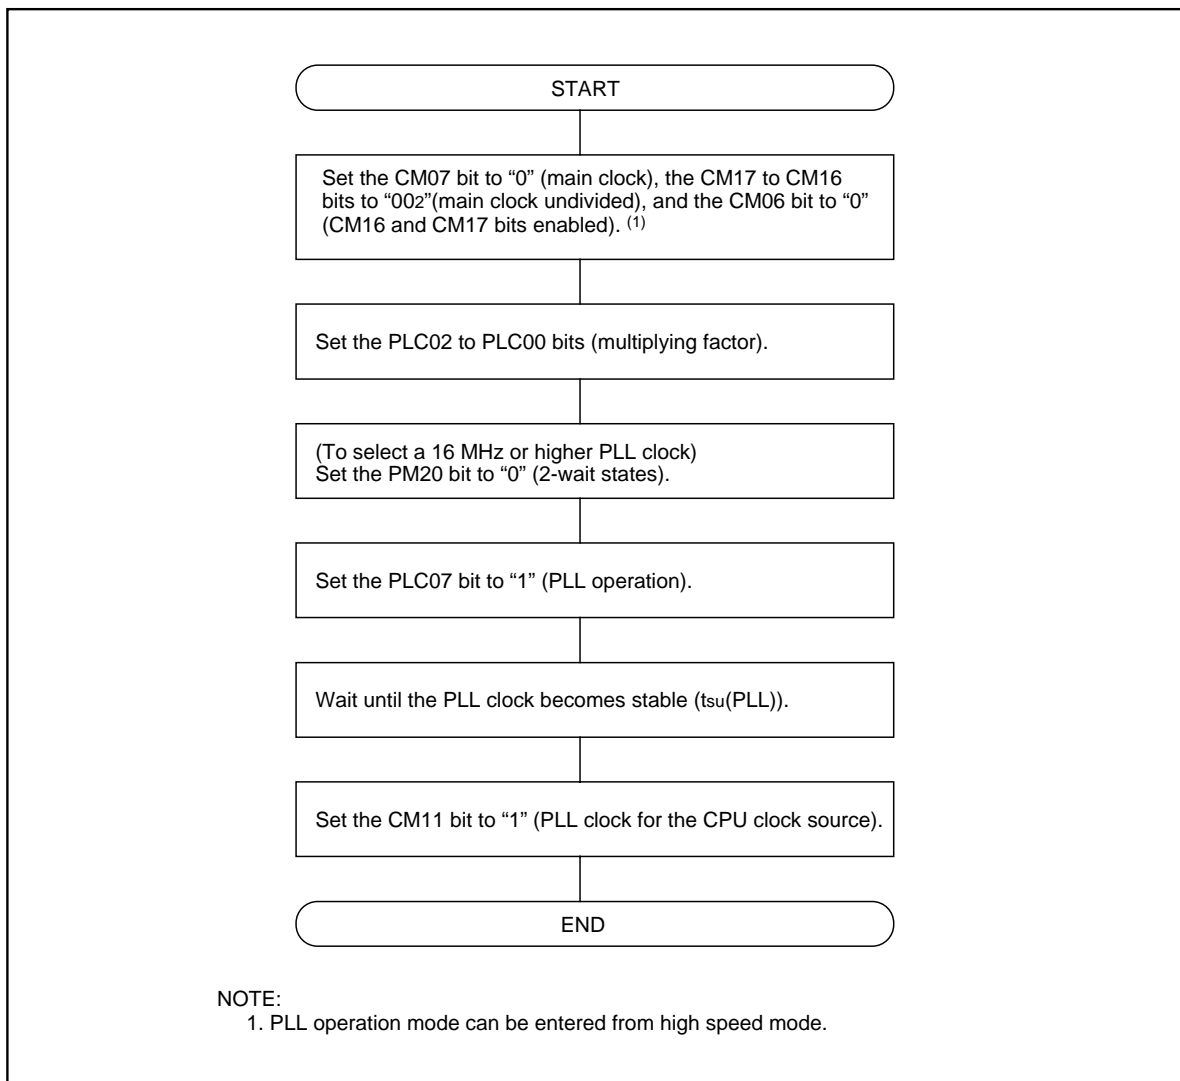 START
Set the CM07 bit to “0” (main clock), the CM17 to CM16
bits to “002”(main clock undivided), and the CM06 bit to “0”
(CM16 and CM17 bits enabled). (1)
Set the PLC02 to PLC00 bits (multiplying factor).
(To select a 16 MHz or higher PLL clock)
Set the PM20 bit to “0” (2-wait states).
Set the PLC07 bit to “1” (PLL operation).
Wait until the PLL clock becomes stable (tsu(PLL)).
Set the CM11 bit to “1” (PLL clock for the CPU clock source).
END
NOTE:
1. PLL operation mode can be entered from high speed mode.